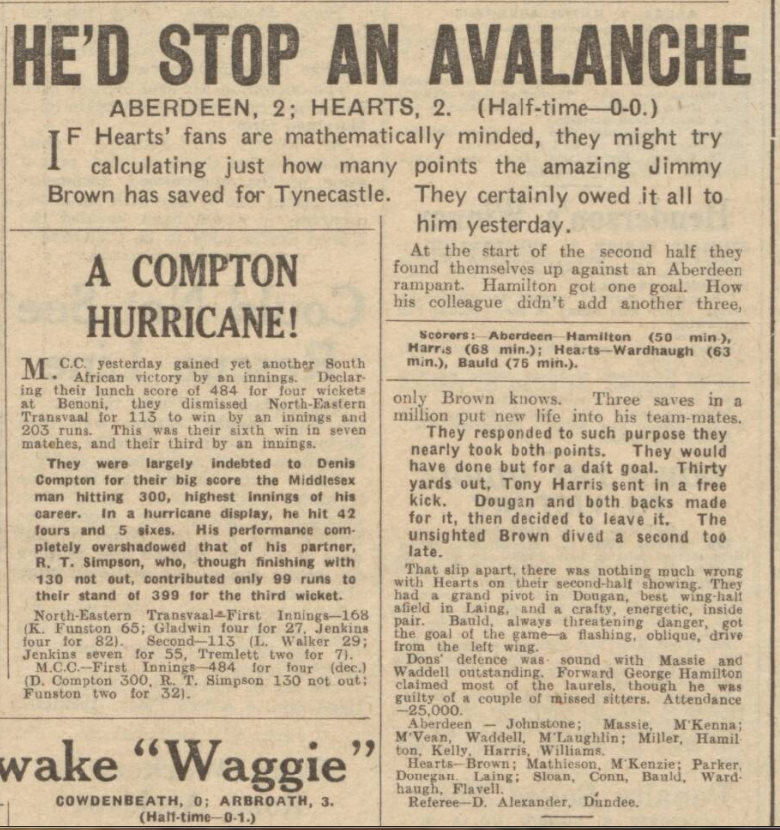 HE'D STOP AN AVALANCHE
ABERDEEN, 2; HEARTS, 2. (Half-time—0-0.)
IF Hearts' fans are mathematically minded, they might try
calculating just how many points the amazing Jimmy
Brown has saved for Tynecastle. They certainly owed it all to
him yesterday.
A COMPTON
HURRICANE!
M.C.C. yesterday gained yet another South
African victory by an innings. Declar-
ing their lunch score of 484 for four wickets
at Benoni, they dismissed North-Eastern
Transvaal for 113 to win by an innings and
203 runs. This was their sixth win in seven
matches, and their third by an innings.
They were largely indebted to Denis
Compton for their big score the Middlesex
man hitting 300, highest innings of his
career. In a hurricane display, he hit 42
fours and 5 sixes. His performance com-
pletely overshadowed that of his partner,
R. T. Simpson, who, though finishing with
130 not out, contributed only 99 runs to
their stand of 399 for the third wicket.
North-Eastern Transvaal—First Innings—168
(K. Funston 65; Gladwin four for 27, Jenkins
four for 82). Second—113 (L. Walker 29;
Jenkins seven for 55, Tremlett two for 7).
M.C.C.—First Innings—484 for four (dec.)
(D. Compton 300, R. T. Simpson 130 not out;
Funston two for 32).
wake "Waggie"
COWDENBEATH, 0; ARBROATH, 3.
(Half-time—0-1.)
At the start of the second half they
found themselves up against an Aberdeen
rampant. Hamilton got one goal. How
his colleague didn't add another three,
Scorers:—Aberdeen—Hamilton (50 min.),
Harris (68 min.); Hearts—Wardhaugh (63
min.), Bauld (75 min.).
only Brown knows. Three saves in a
million put new life into his team-mates.
They responded to such purpose they
nearly took both points. They would
have done but for a daft goal. Thirty
yards out, Tony Harris sent in a free
kick. Dougan and both backs made
for it, then decided to leave it. The
unsighted Brown dived a second too
late.
That slip apart, there was nothing much wrong
with Hearts on their second-half showing. They
had a grand pivot in Dougan, best wing-half
afield in Laing, and a crafty, energetic, inside
pair. Bauld, always threatening danger, got
the goal of the game—a flashing, oblique, drive
from the left wing.
Dons' defence was sound with Massie and
Waddell outstanding. Forward George Hamilton
claimed most of the laurels, though he was
guilty of a couple of missed sitters. Attendance
—25,000.
Aberdeen — Johnstone; Massie, M'Kenna;
M'Vean, Waddell, M'Laughlin; Miller, Hamil-
ton, Kelly, Harris, Williams.
Hearts—Brown; Mathieson, M'Kenzie; Parker,
Donegan. Laing; Sloan, Conn, Bauld, Ward-
haugh, Flavell.
Referee—D. Alexander, Dundee.